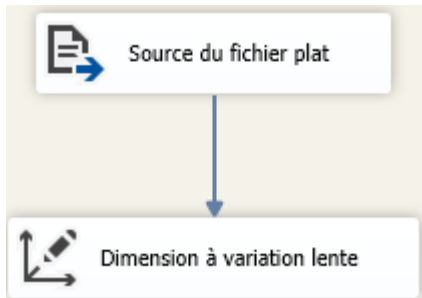 Source du fichier plat
Dimension à variation lente